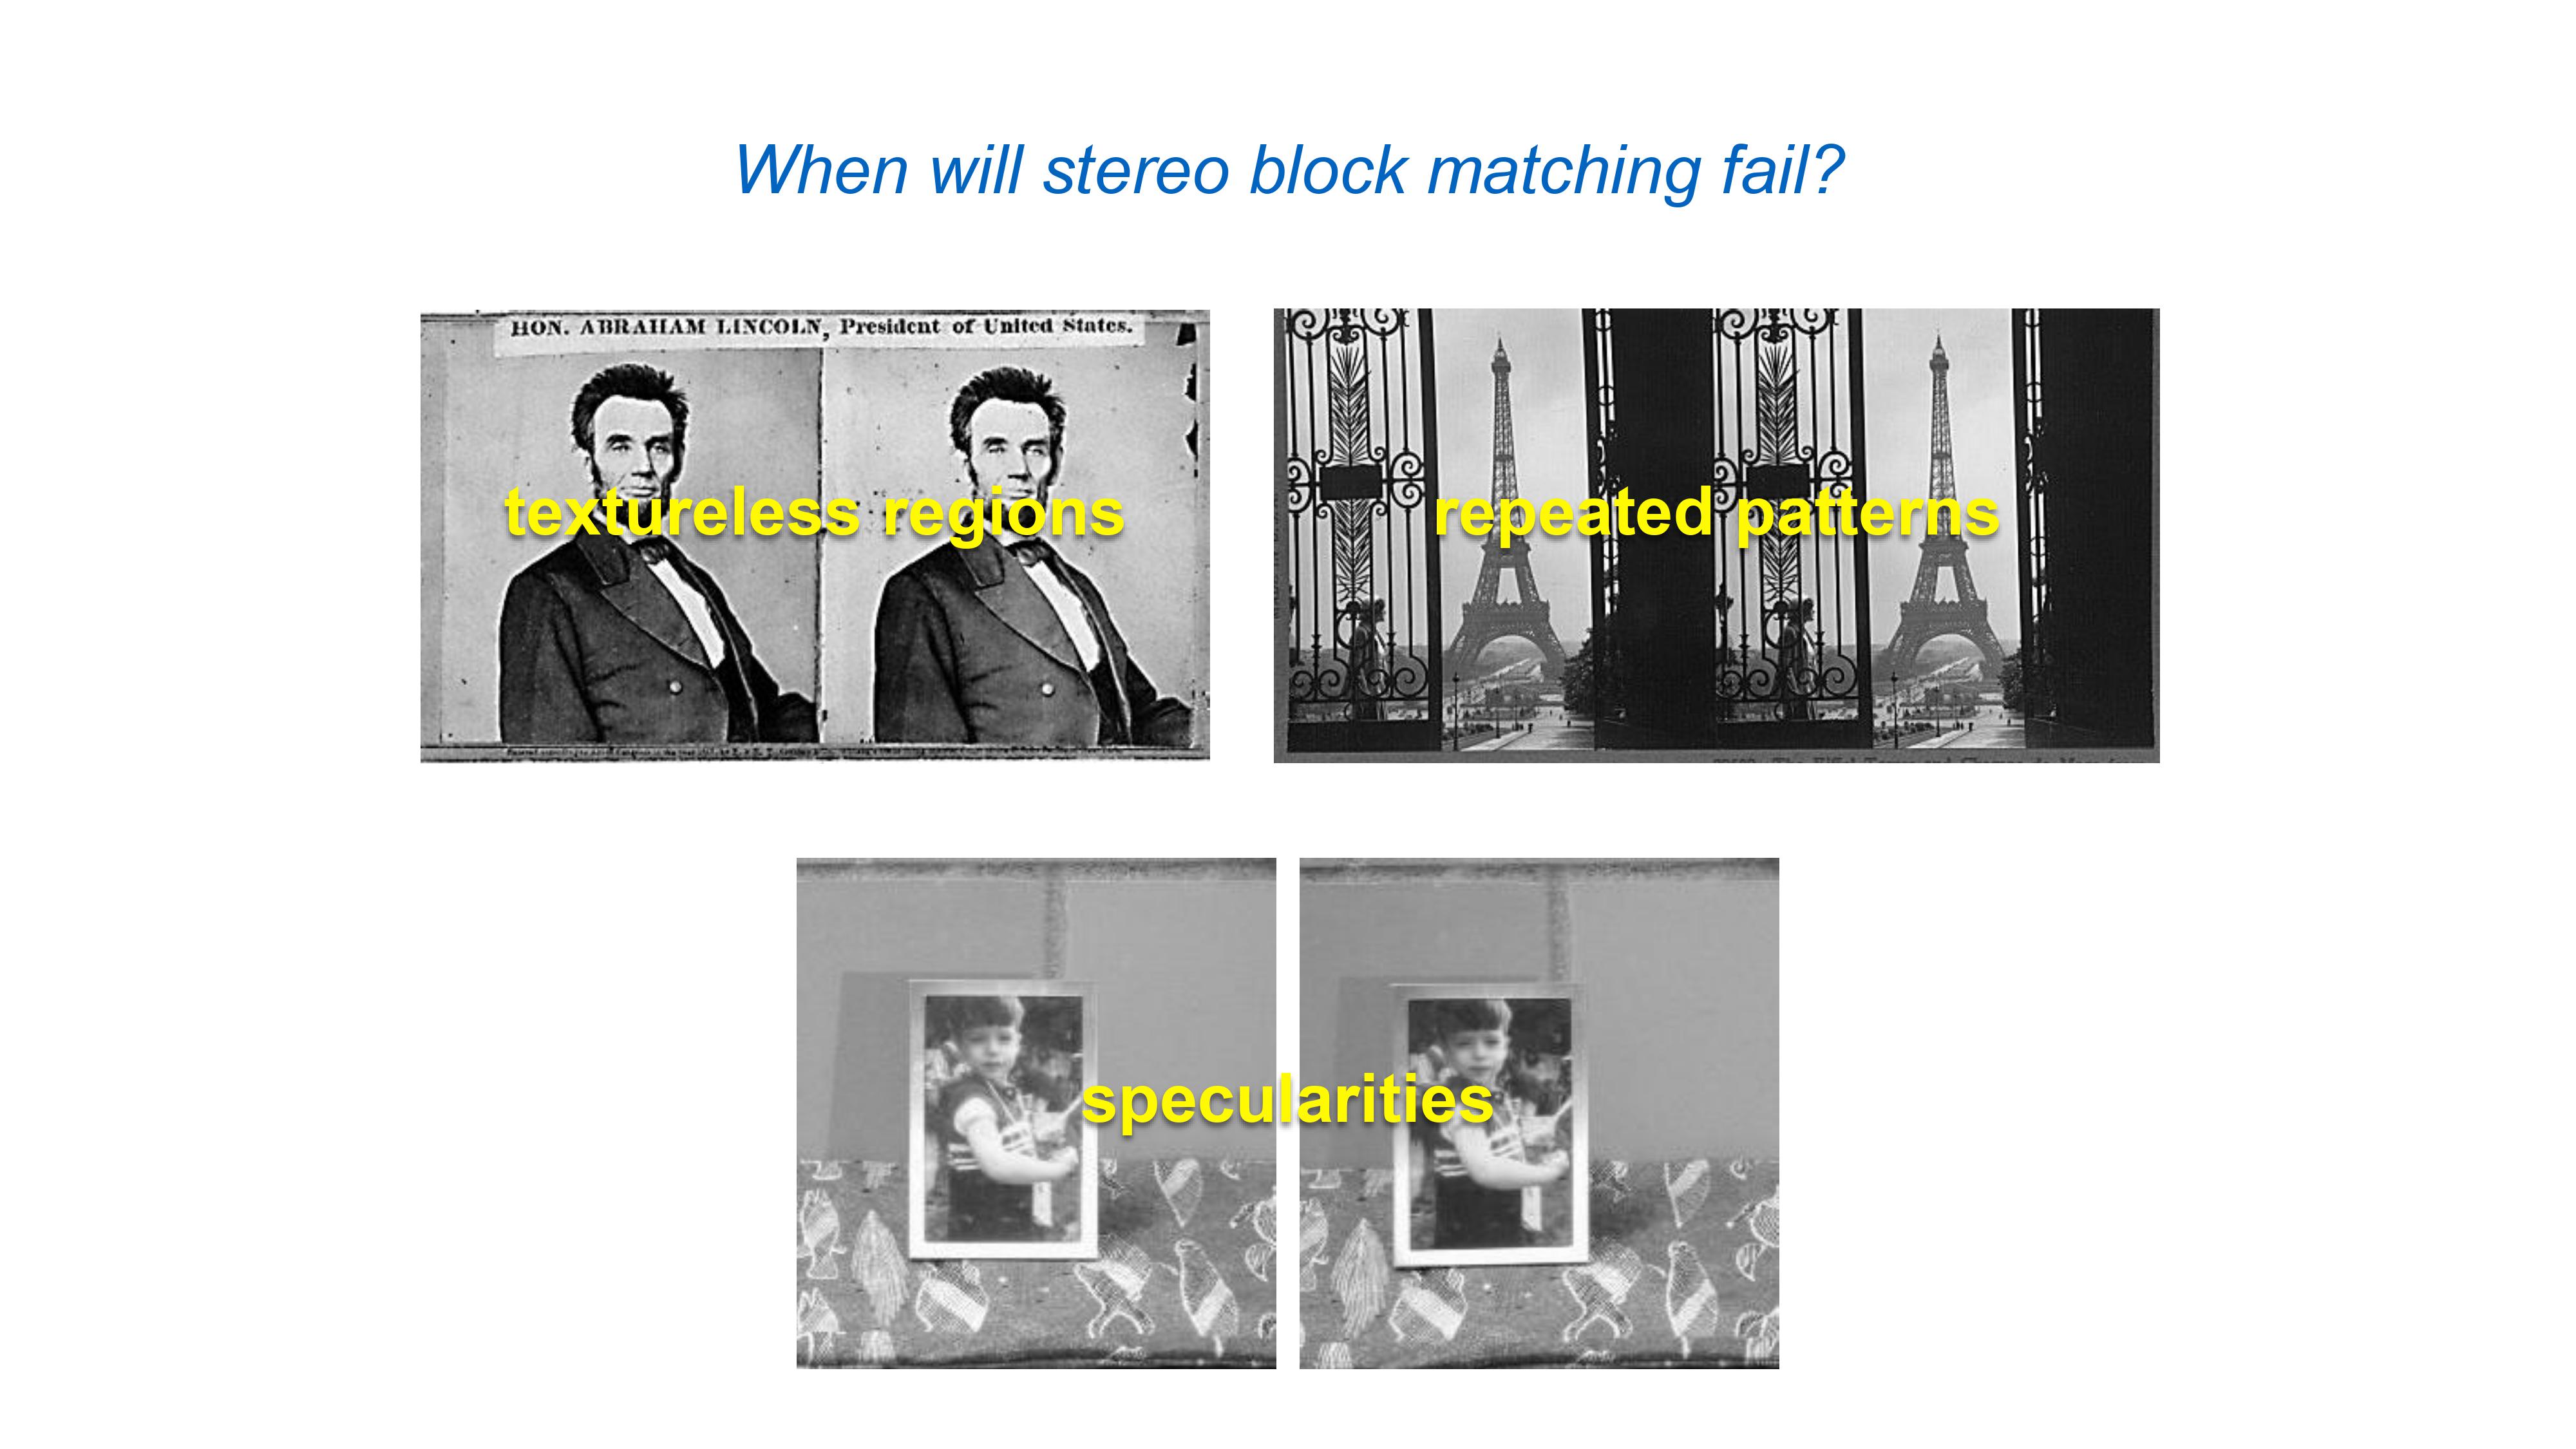 When will stereo block matching fail?
HON. ABRAHAM LINCOLN, President of United States.
textureless regions
repeated patterns
specularities